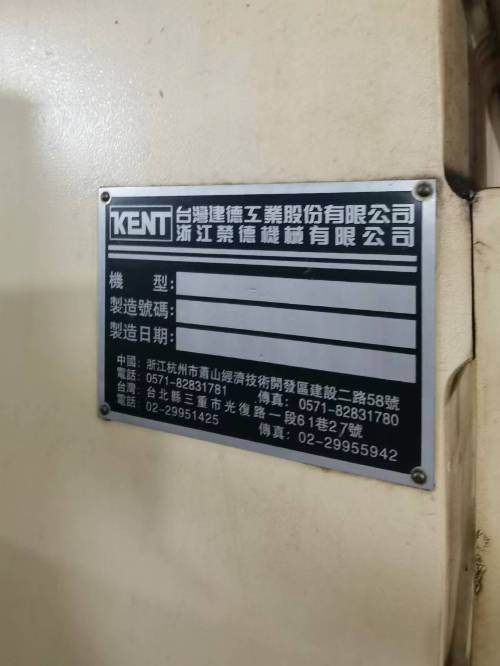 KENT 台灣建德工業股份有限公司
浙江榮德機械有限公司
機型:
製造號碼:
製造日期:
中國: 浙江杭州市蕭山經濟技術開發區建設二路58號
電話: 0571-82831781 傳真: 0571-82831780
台灣: 台北縣三重市光復路一段61巷27號
電話: 02-29951425 傳真: 02-29955942